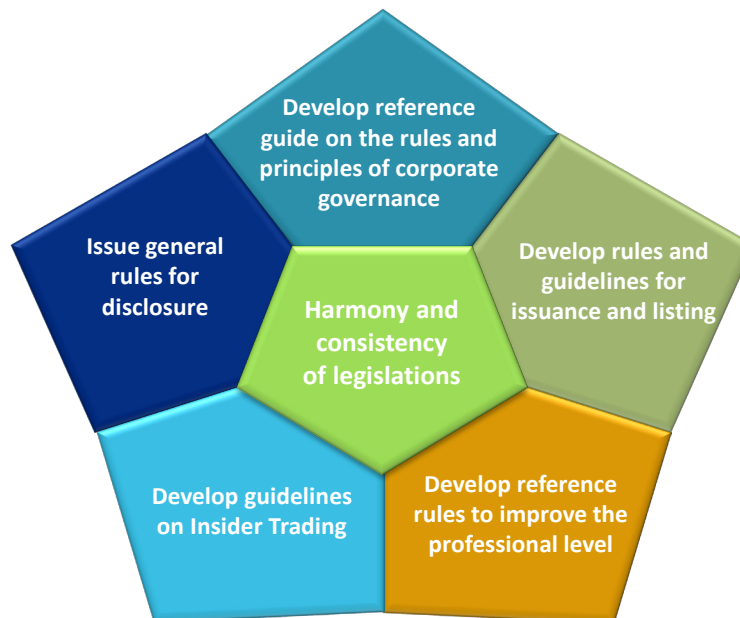 Develop reference
guide on the rules and
principles of corporate
governance
Issue general
rules for
disclosure
Develop rules and
guidelines for
issuance and listing
Harmony and
consistency
of legislations
Develop guidelines
on Insider Trading
Develop reference
rules to improve the
professional level